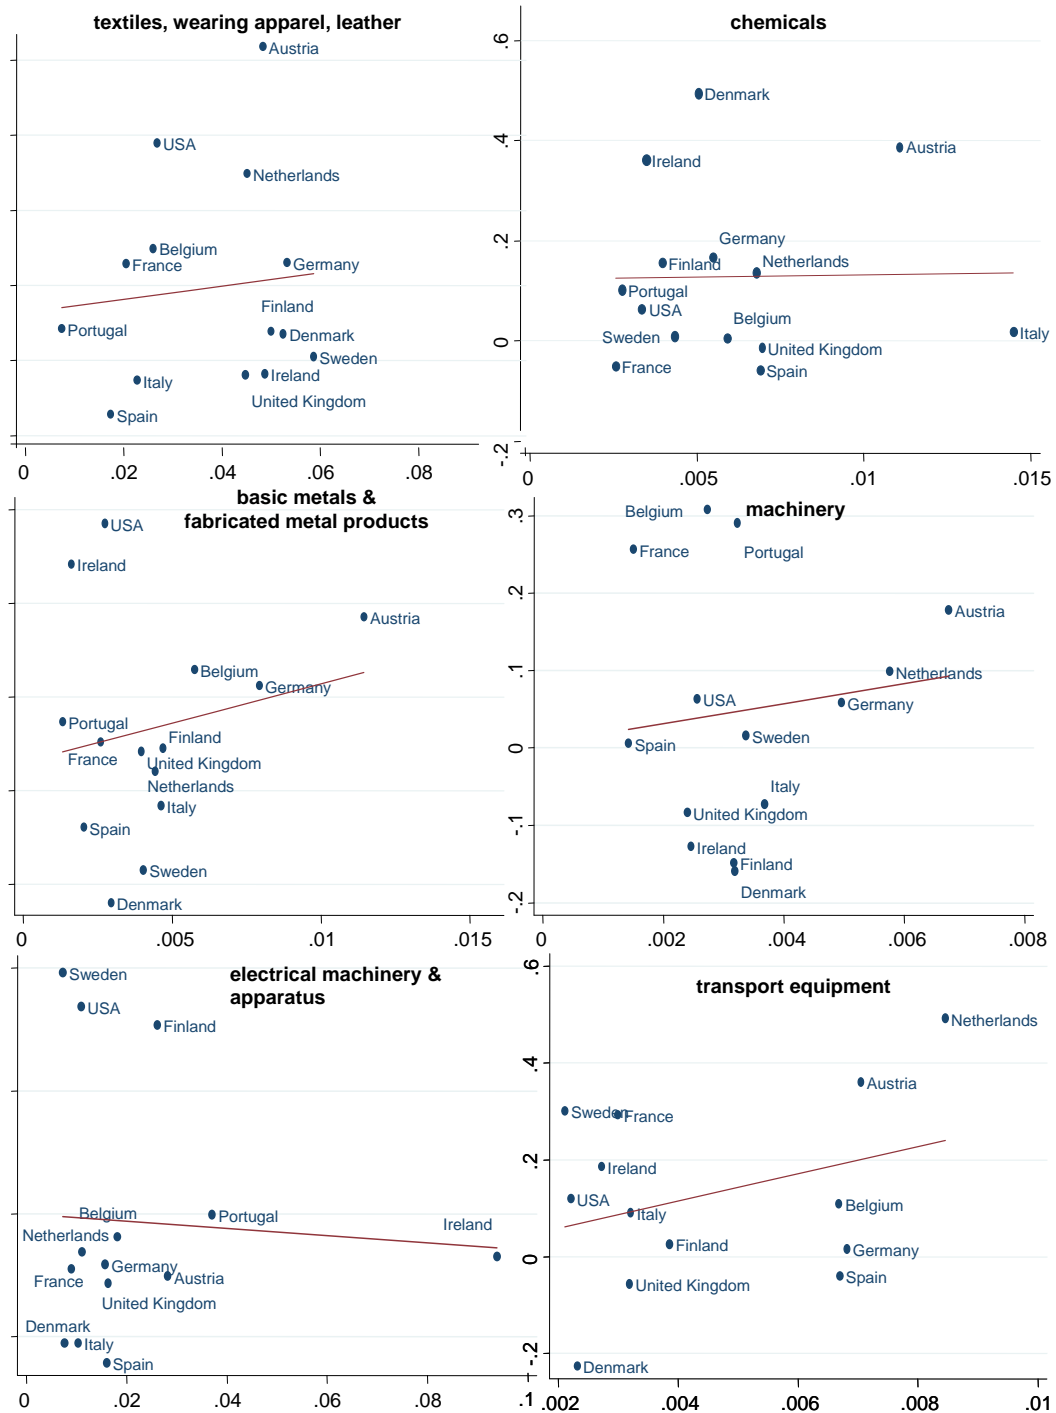 textiles, wearing apparel, leather
Austria
USA
Netherlands
Belgium
France
Germany
Finland
Portugal
Denmark
Sweden
Italy
Ireland
United Kingdom
Spain
0 .02 .04 .06 .08
chemicals
.6
Denmark
.4
Austria
Ireland
Germany
.2
Finland
Netherlands
Portugal
USA
Belgium
Italy
Sweden
0
United Kingdom
France
Spain
-.2
0 .005 .01 .015
basic metals &
fabricated metal products
USA
Ireland
Austria
Belgium
Germany
Portugal
Finland
France
United Kingdom
Netherlands
Italy
Spain
Sweden
Denmark
0 .005 .01 .015
machinery
Belgium
.3
France
Portugal
.2
Austria
.1
Netherlands
USA
Germany
Sweden
Spain
0
Italy
United Kingdom
-.1
Ireland
Finland
Denmark
-.2
0 .002 .004 .006 .008
electrical machinery &
apparatus
Sweden
USA
Finland
Belgium
Portugal
Ireland
Netherlands
Germany
France
Austria
United Kingdom
Denmark
Italy
Spain
0 .02 .04 .06 .08 .1
transport equipment
.6
Netherlands
.4
Austria
Sweden
France
.2
Ireland
USA
Italy
Belgium
Finland
Germany
0
United Kingdom
Spain
-.2
Denmark
.002 .004 .006 .008 .01